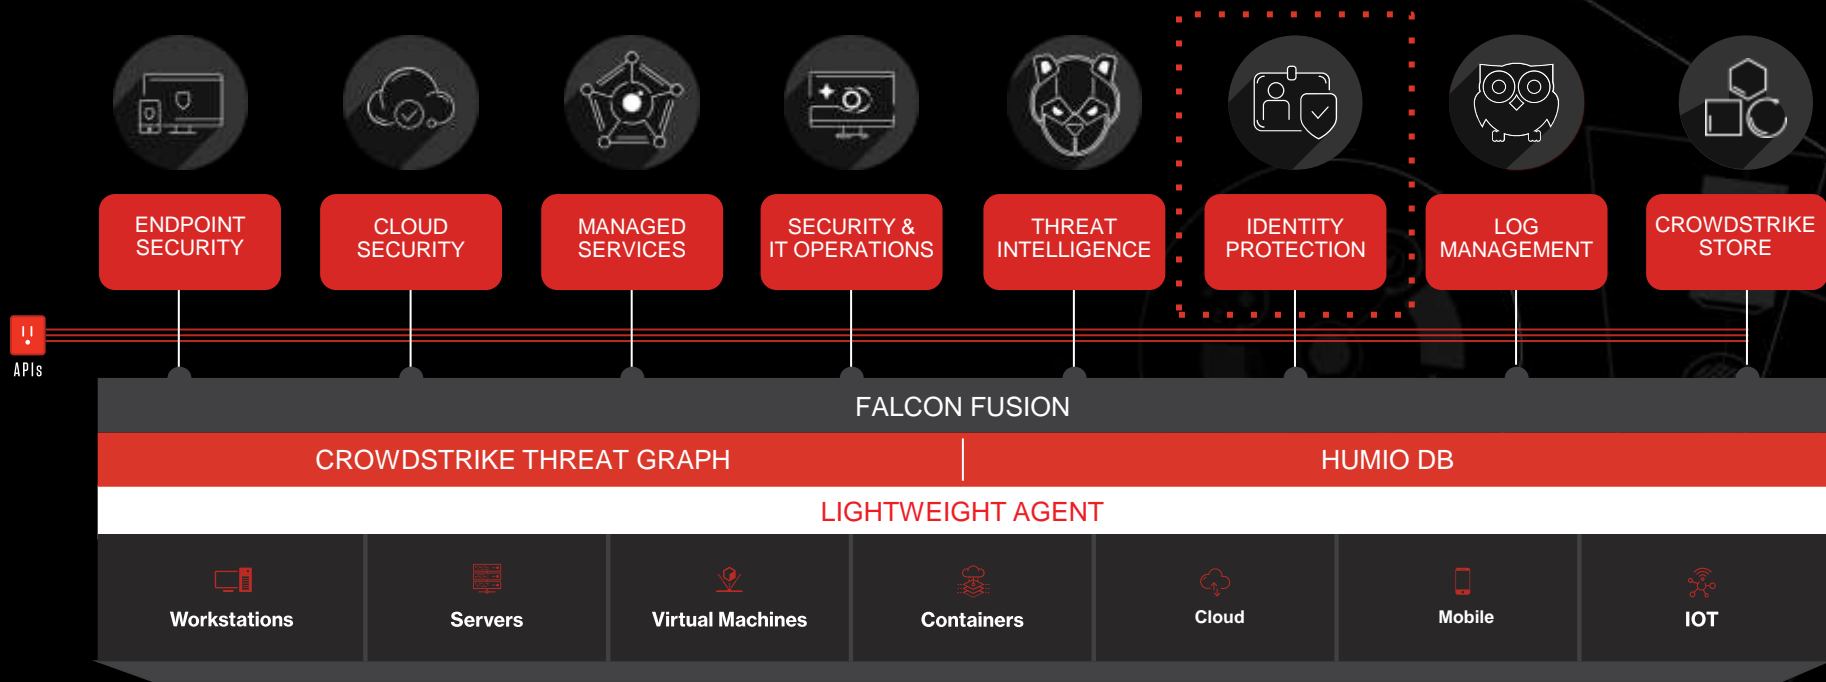 ENDPOINT
SECURITY
CLOUD
SECURITY
MANAGED
SERVICES
SECURITY &
IT OPERATIONS
THREAT
INTELLIGENCE
IDENTITY
PROTECTION
LOG
MANAGEMENT
CROWDSTRIKE
STORE
APIs
FALCON FUSION
CROWDSTRIKE THREAT GRAPH
HUMIO DB
LIGHTWEIGHT AGENT
Workstations
Servers
Virtual Machines
Containers
Cloud
Mobile
IOT